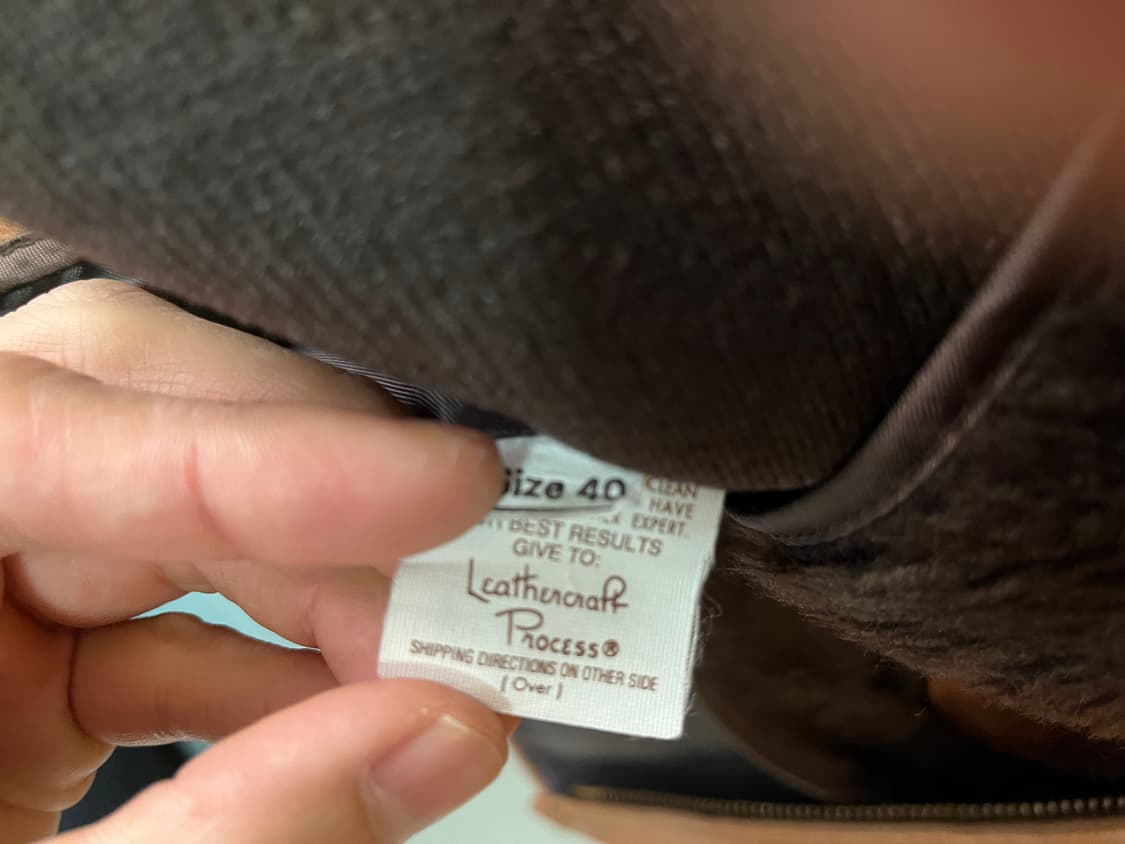 Size 40
CLEAN
HAVE
EXPERT.
BEST RESULTS
GIVE TO:
Leathercraft
Process®
SHIPPING DIRECTIONS ON OTHER SIDE
(Over)